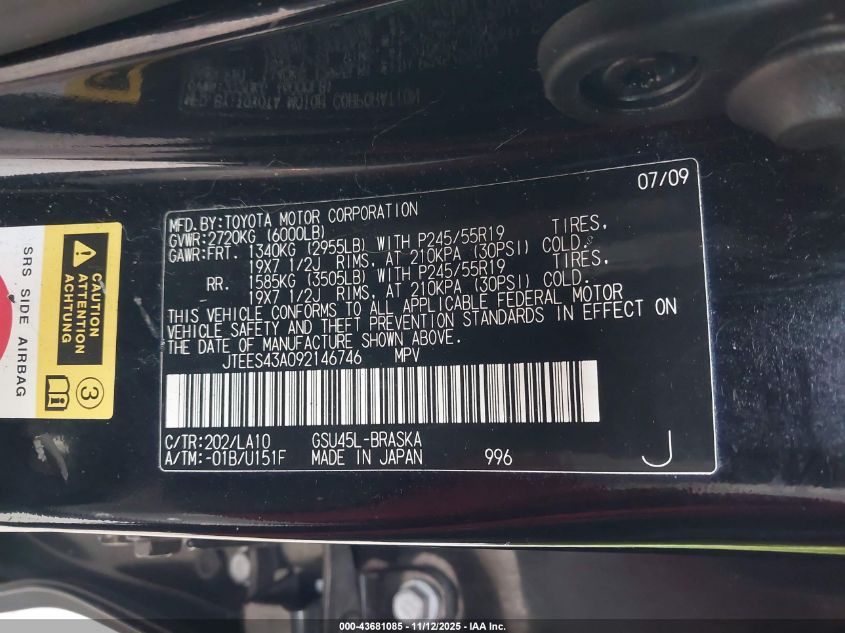 07/09
MFD.BY:TOYOTA MOTOR CORPORATION
GVWR:2720KG (6000LB)
GAWR:FRT. 1340KG (2955LB) WITH P245/55R19 TIRES,
19X7 1/2J RIMS, AT 210KPA (30PSI) COLD.
RR. 1585KG (3505LB) WITH P245/55R19 TIRES,
19X7 1/2J RIMS, AT 210KPA (30PSI) COLD.
THIS VEHICLE CONFORMS TO ALL APPLICABLE FEDERAL MOTOR
VEHICLE SAFETY AND THEFT PREVENTION STANDARDS IN EFFECT ON
THE DATE OF MANUFACTURE SHOWN ABOVE.
JTEES43A092146746 MPV
C/TR:202/LA10 GSU45L-BRASKA
A/TM:-01B/U151F MADE IN JAPAN 996 J
SRS SIDE AIRBAG
CAUTION
ATTENTION
ACHTUNG
3
000-43681085 - 11/12/2025 - IAA Inc.